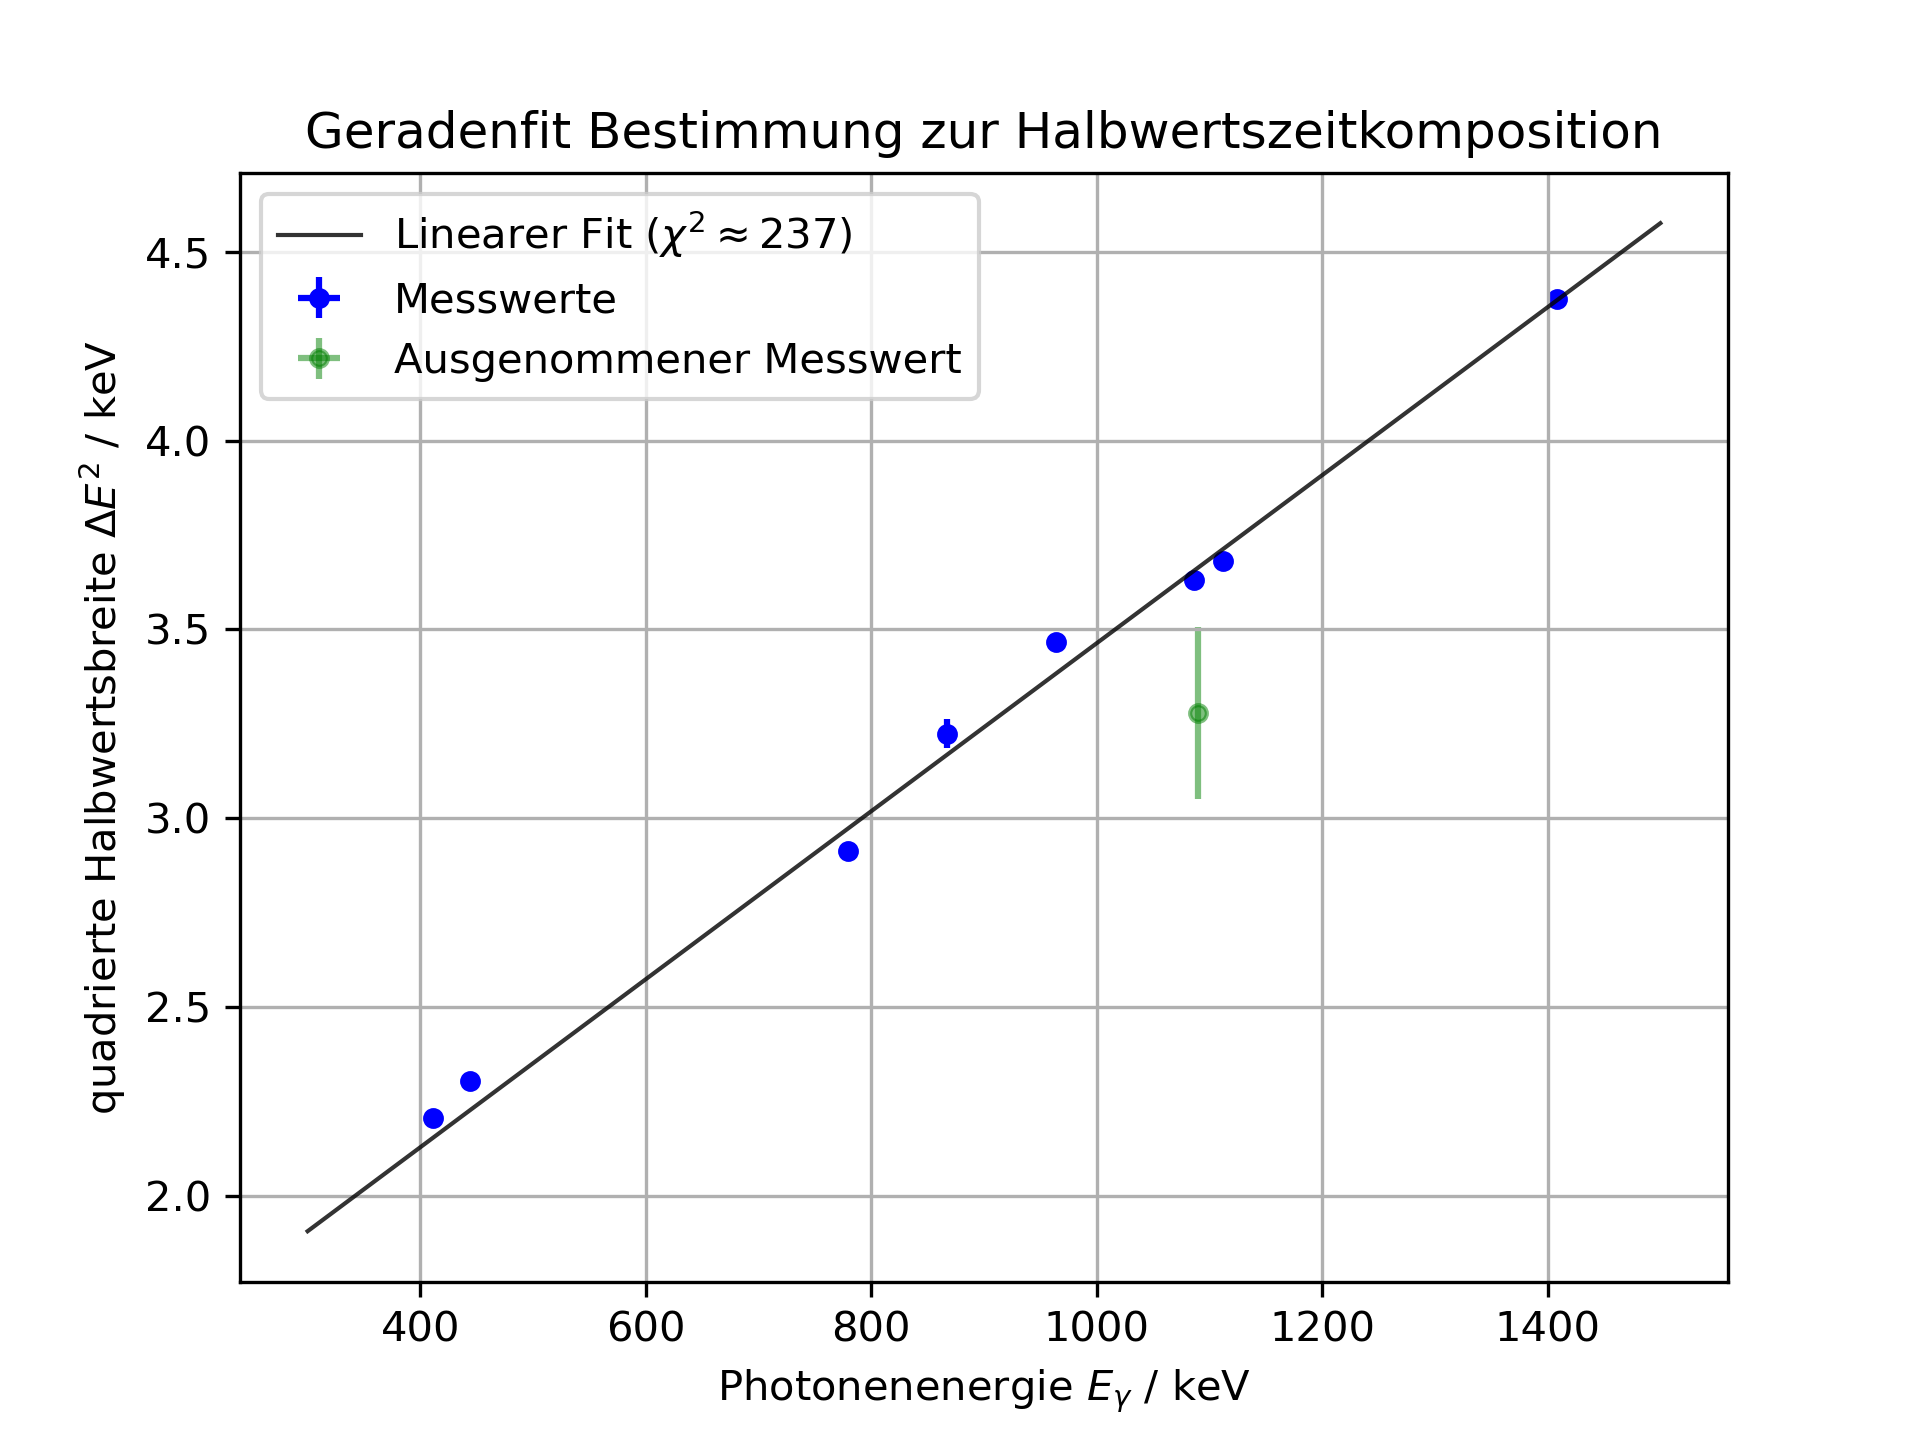 Geradenfit Bestimmung zur Halbwertszeitkomposition
Linearer Fit (χ² ≈ 237)
Messwerte
Ausgenommener Messwert
quadrierte Halbwertsbreite ΔE² / keV
4.5
4.0
3.5
3.0
2.5
2.0
400 600 800 1000 1200 1400
Photonenenergie Eᵧ / keV